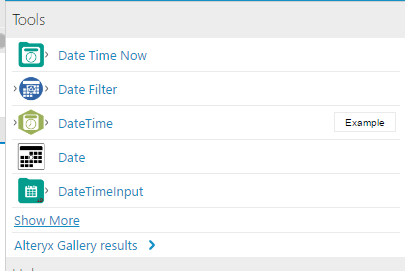 Tools
Date Time Now
Date Filter
DateTime
Example
Date
DateTimeInput
Show More
Alteryx Gallery results